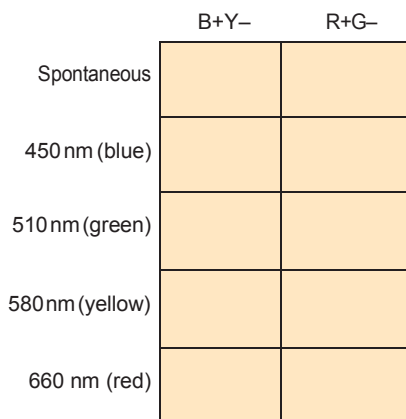 B+Y– R+G–
Spontaneous
450 nm (blue)
510 nm (green)
580 nm (yellow)
660 nm (red)